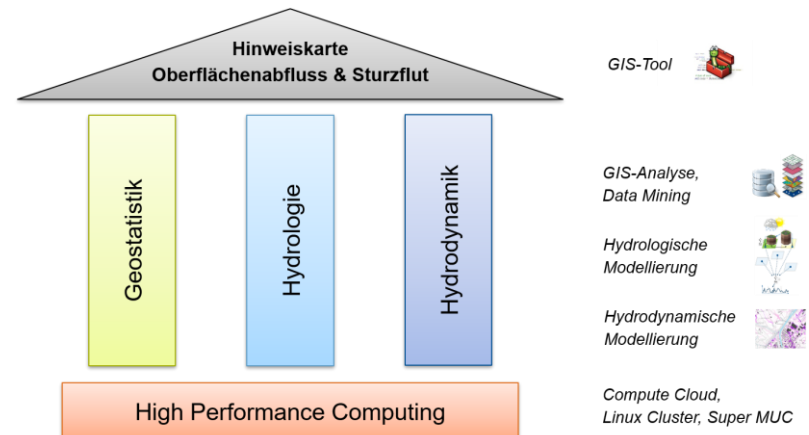 Hinweiskarte
Oberflächenabfluss & Sturzflut
GIS-Tool
Geostatistik
Hydrologie
Hydrodynamik
GIS-Analyse,
Data Mining
Hydrologische
Modellierung
Hydrodynamische
Modellierung
High Performance Computing
Compute Cloud,
Linux Cluster, Super MUC